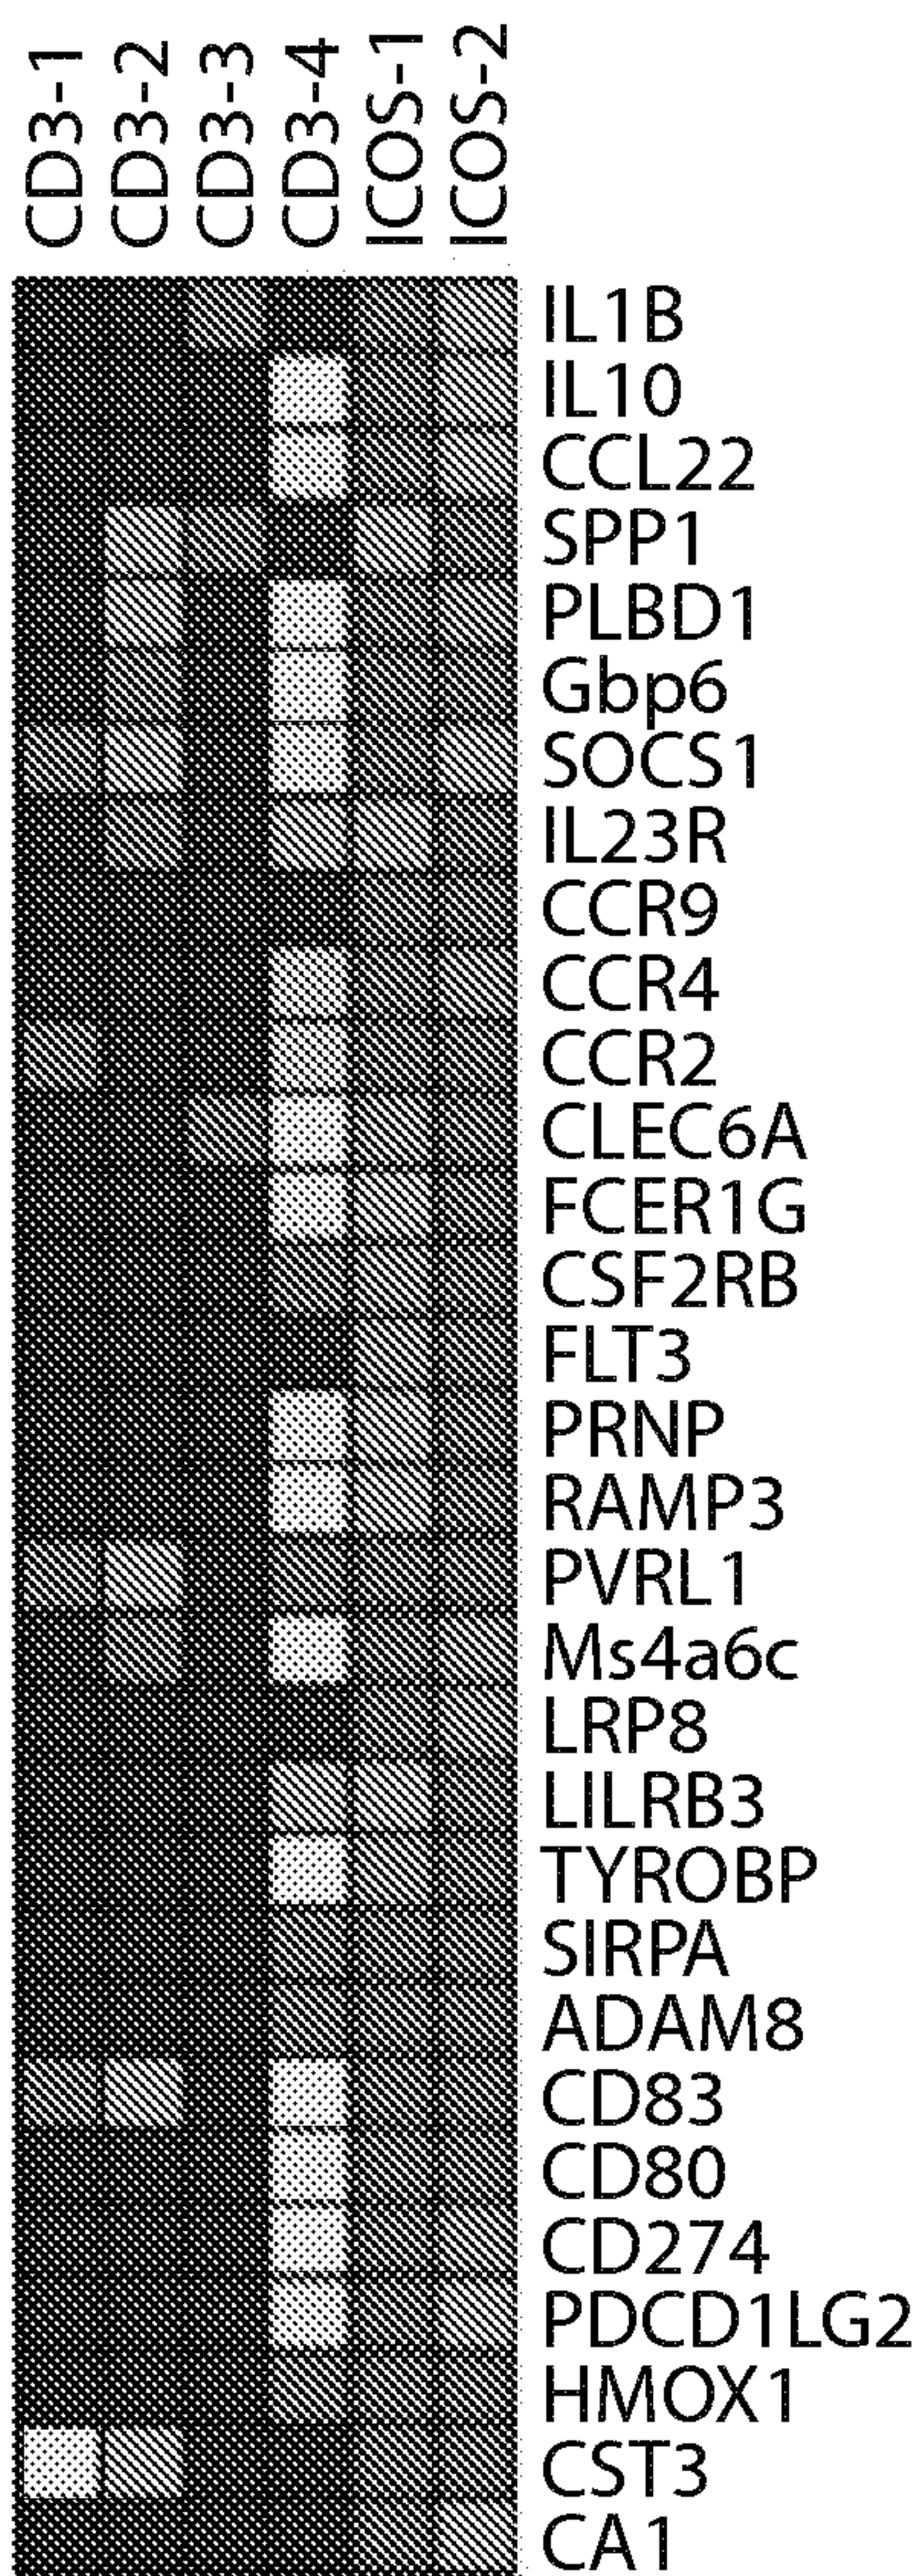 CD3-1
CD3-2
CD3-3
CD3-4
ICOS-1
ICOS-2
IL1B
IL10
CCL22
SPP1
PLBD1
Gbp6
SOCS1
IL23R
CCR9
CCR4
CCR2
CLEC6A
FCER1G
CSF2RB
FLT3
PRNP
RAMP3
PVRL1
Ms4a6c
LRP8
LILRB3
TYROBP
SIRPA
ADAM8
CD83
CD80
CD274
PDCD1LG2
HMOX1
CST3
CA1